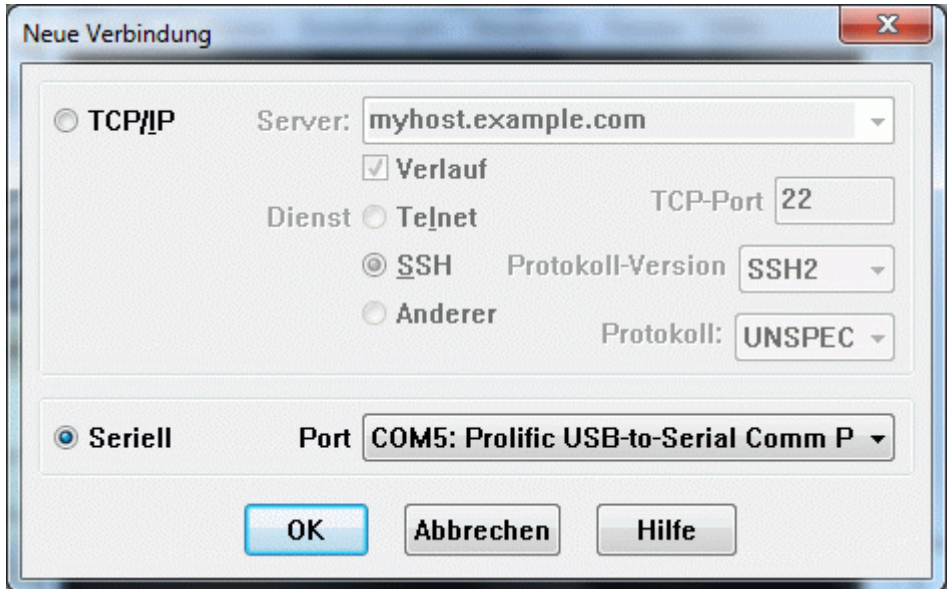 Neue Verbindung
TCP/IP Server: myhost.example.com
Verlauf
TCP-Port 22
Dienst Telnet
SSH Protokoll-Version SSH2
Anderer
Protokoll: UNSPEC
Seriell Port COM5: Prolific USB-to-Serial Comm P
OK Abbrechen Hilfe